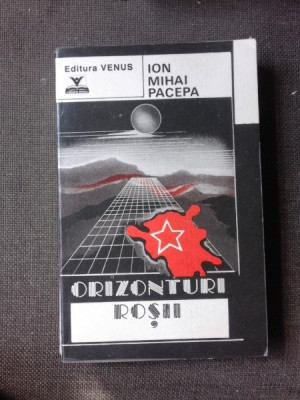 Editura VENUS
ION
MIHAI
PACEPA
ORIZONTURI
ROȘII